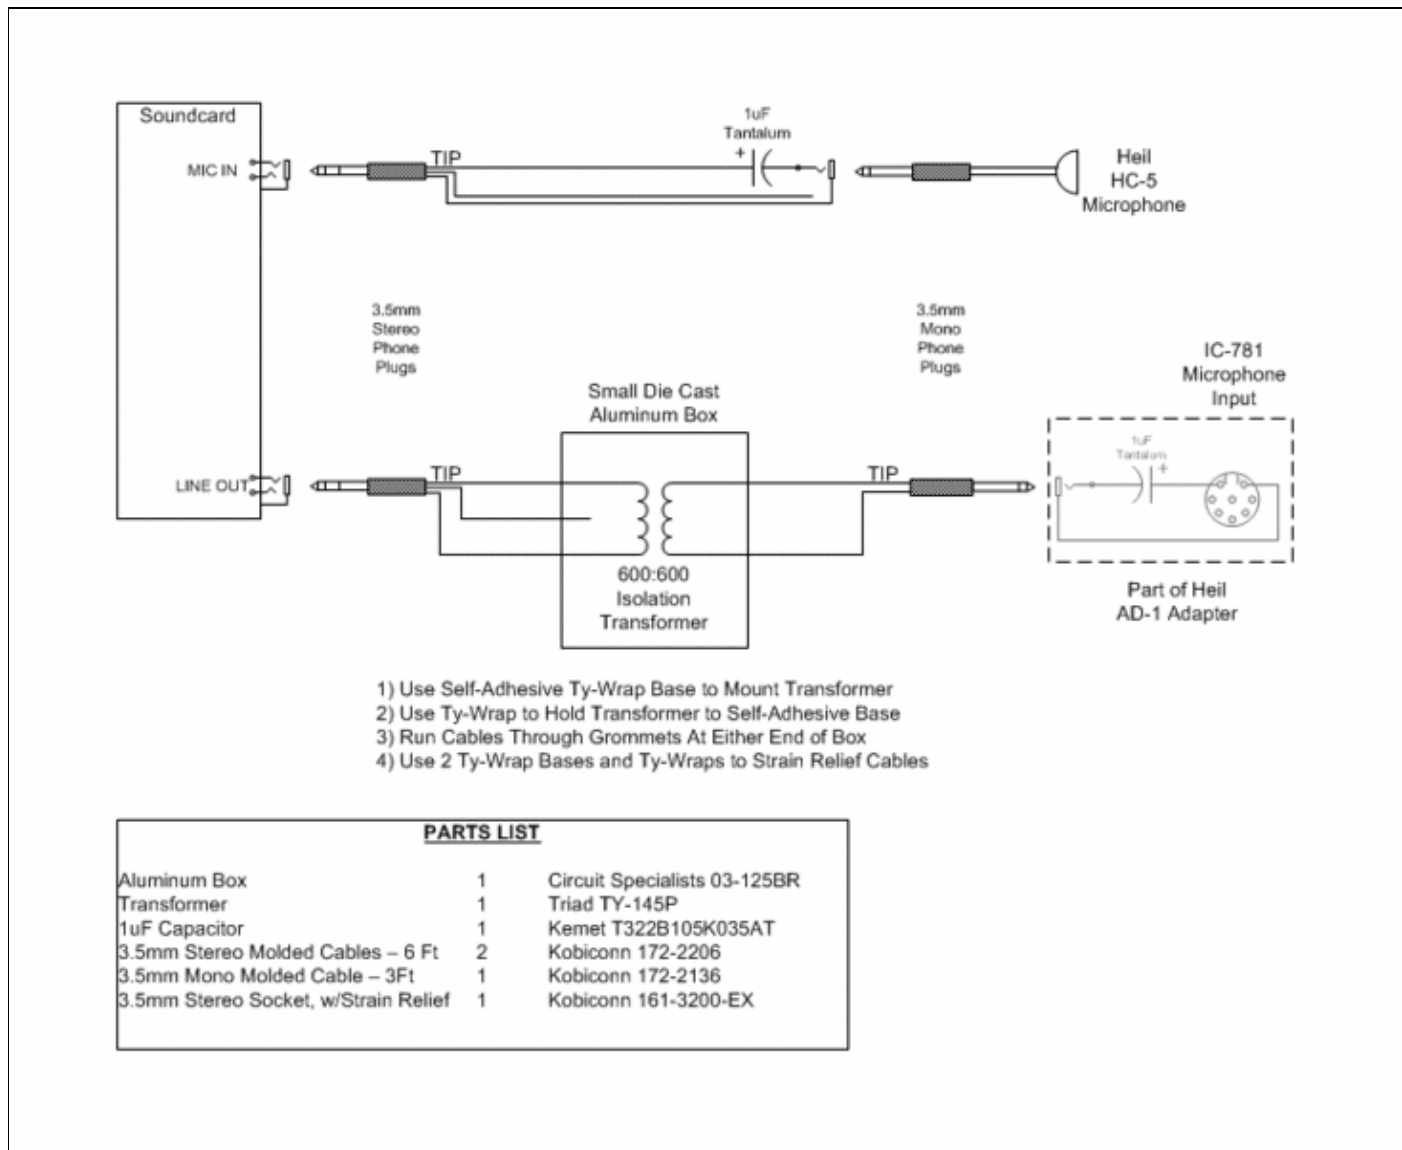 Soundcard
MIC IN
TIP
1uF
Tantalum
+
Heil
HC-5
Microphone
3.5mm
Stereo
Phone
Plugs
3.5mm
Mono
Phone
Plugs
IC-781
Microphone
Input
Small Die Cast
Aluminum Box
LINE OUT
TIP
TIP
1uF
Tantalum
+
600:600
Isolation
Transformer
Part of Heil
AD-1 Adapter
1) Use Self-Adhesive Ty-Wrap Base to Mount Transformer
2) Use Ty-Wrap to Hold Transformer to Self-Adhesive Base
3) Run Cables Through Grommets At Either End of Box
4) Use 2 Ty-Wrap Bases and Ty-Wraps to Strain Relief Cables
PARTS LIST
Aluminum Box 1 Circuit Specialists 03-125BR
Transformer 1 Triad TY-145P
1uF Capacitor 1 Kemet T322B105K035AT
3.5mm Stereo Molded Cables – 6 Ft 2 Kobiconn 172-2206
3.5mm Mono Molded Cable – 3Ft 1 Kobiconn 172-2136
3.5mm Stereo Socket, w/Strain Relief 1 Kobiconn 161-3200-EX